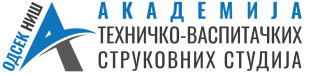 ОДСЕК НИШ
АКАДЕМИЈА
ТЕХНИЧКО-ВАСПИТАЧКИХ
СТРУКОВНИХ СТУДИЈА